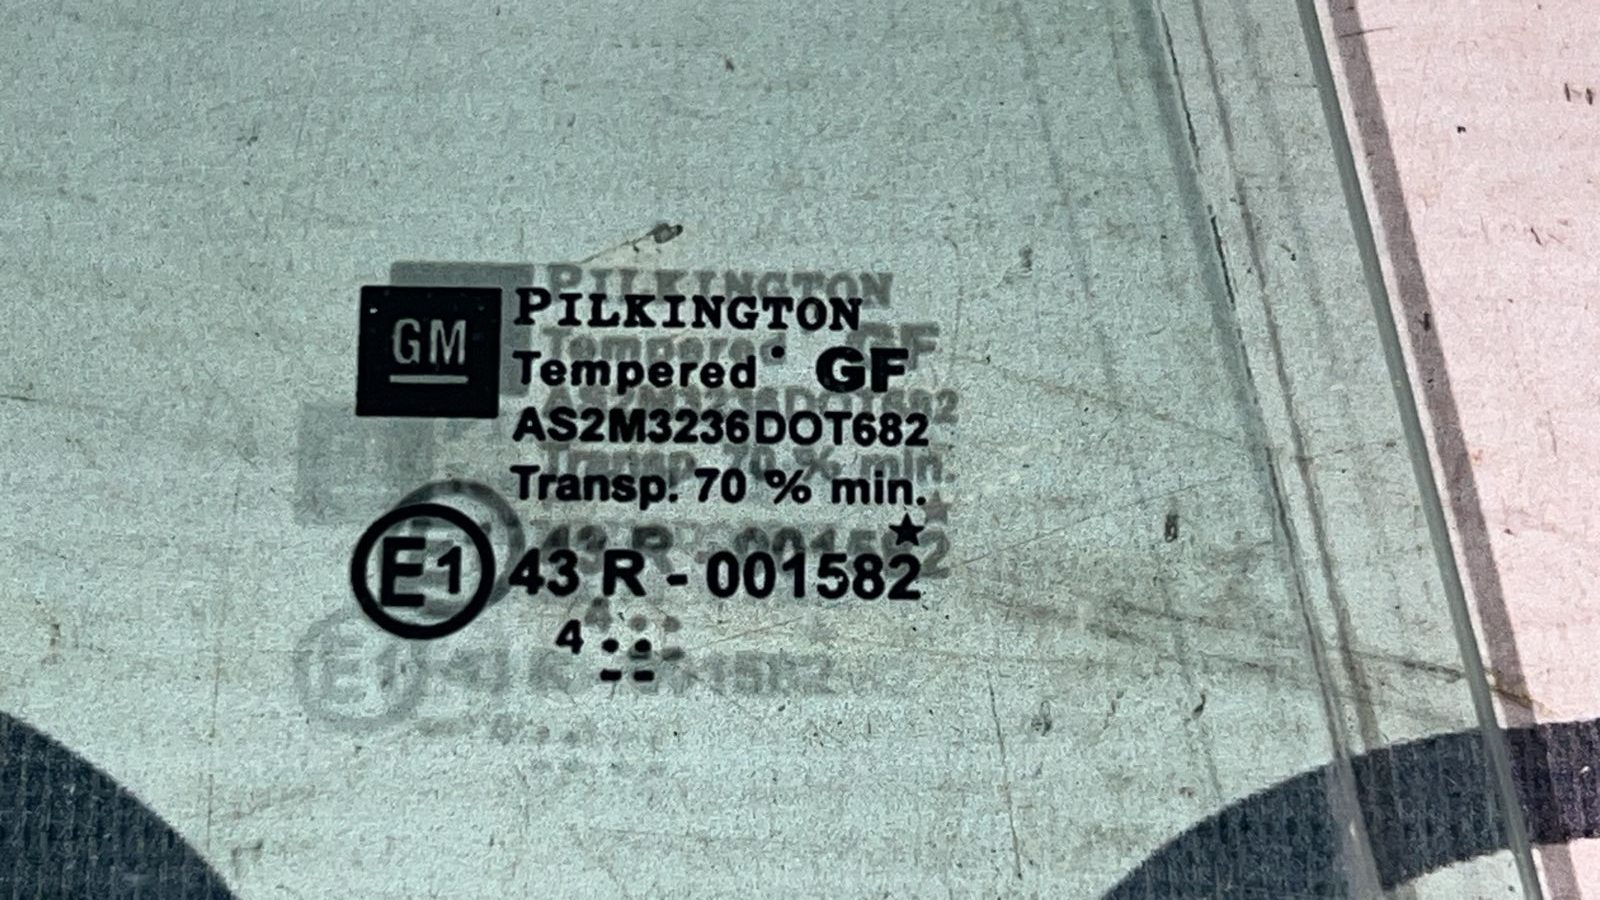 GM
PILKINGTON
Tempered GF
AS2M3236DOT682
Transp. 70 % min.
E1 43 R - 001582
4